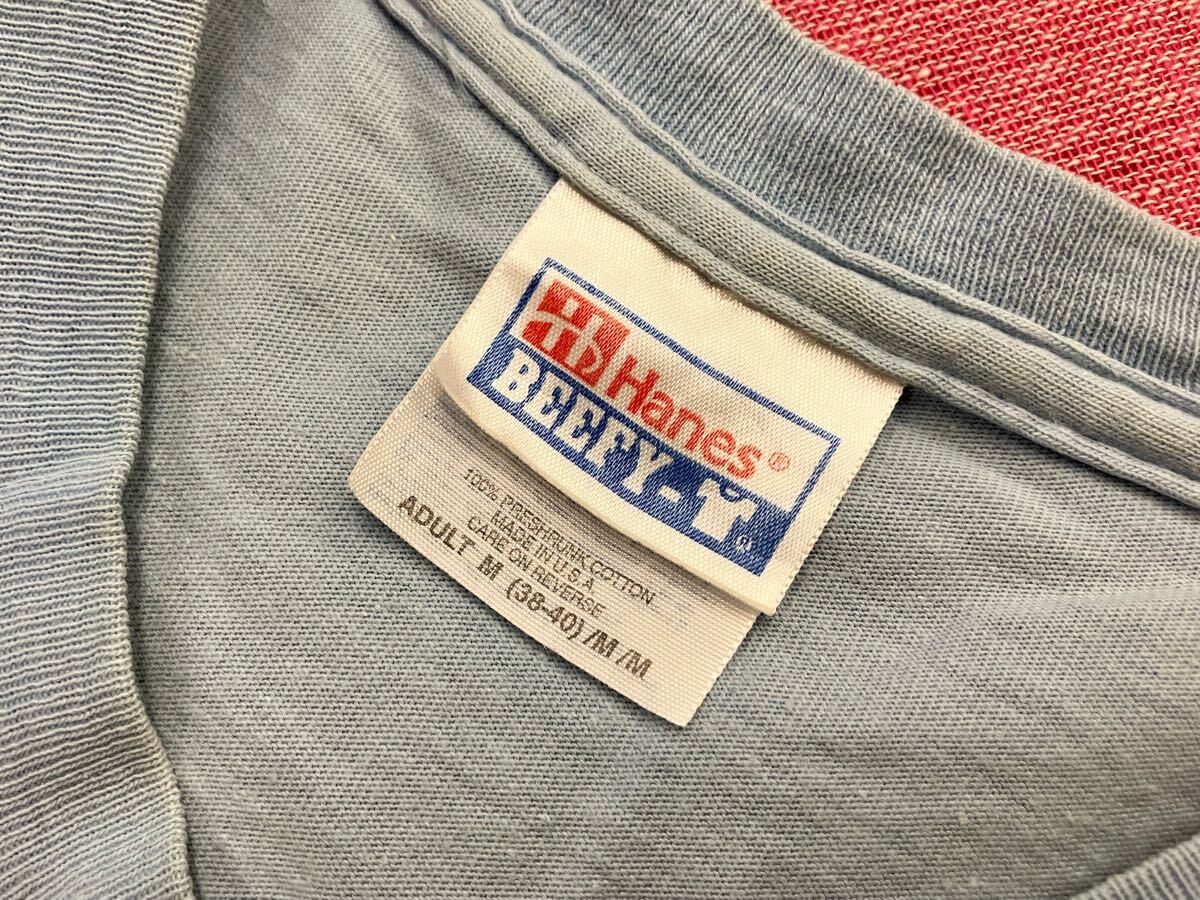 Hanes®
BEEFY-T®
100% PRESHRUNK COTTON
MADE IN U.S.A.
CARE ON REVERSE
ADULT M (38-40) /M /M